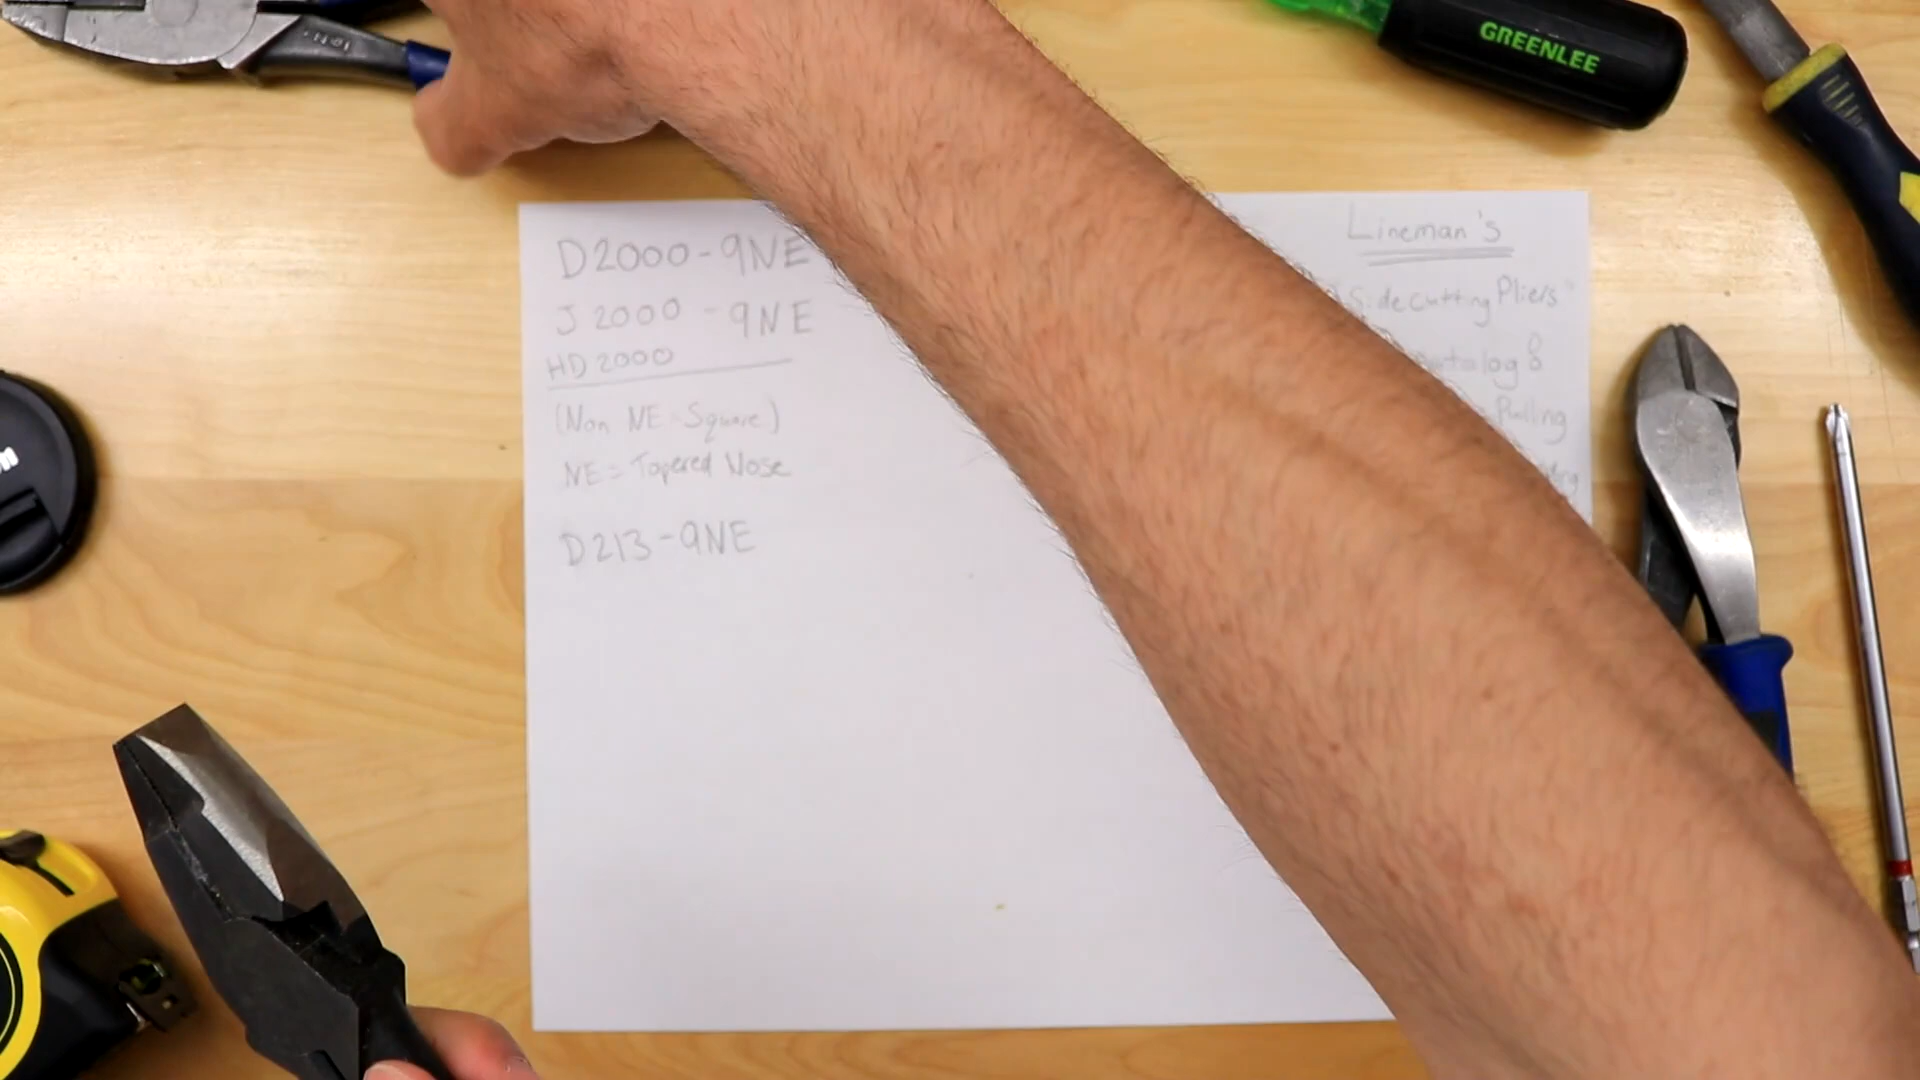 GREENLEE
D2000-9NE
J2000-9NE
HD2000
(Non NE=Square)
NE=Tapered Nose
D213-9NE
Lineman's
Side cutting Pliers"
8
Pulling